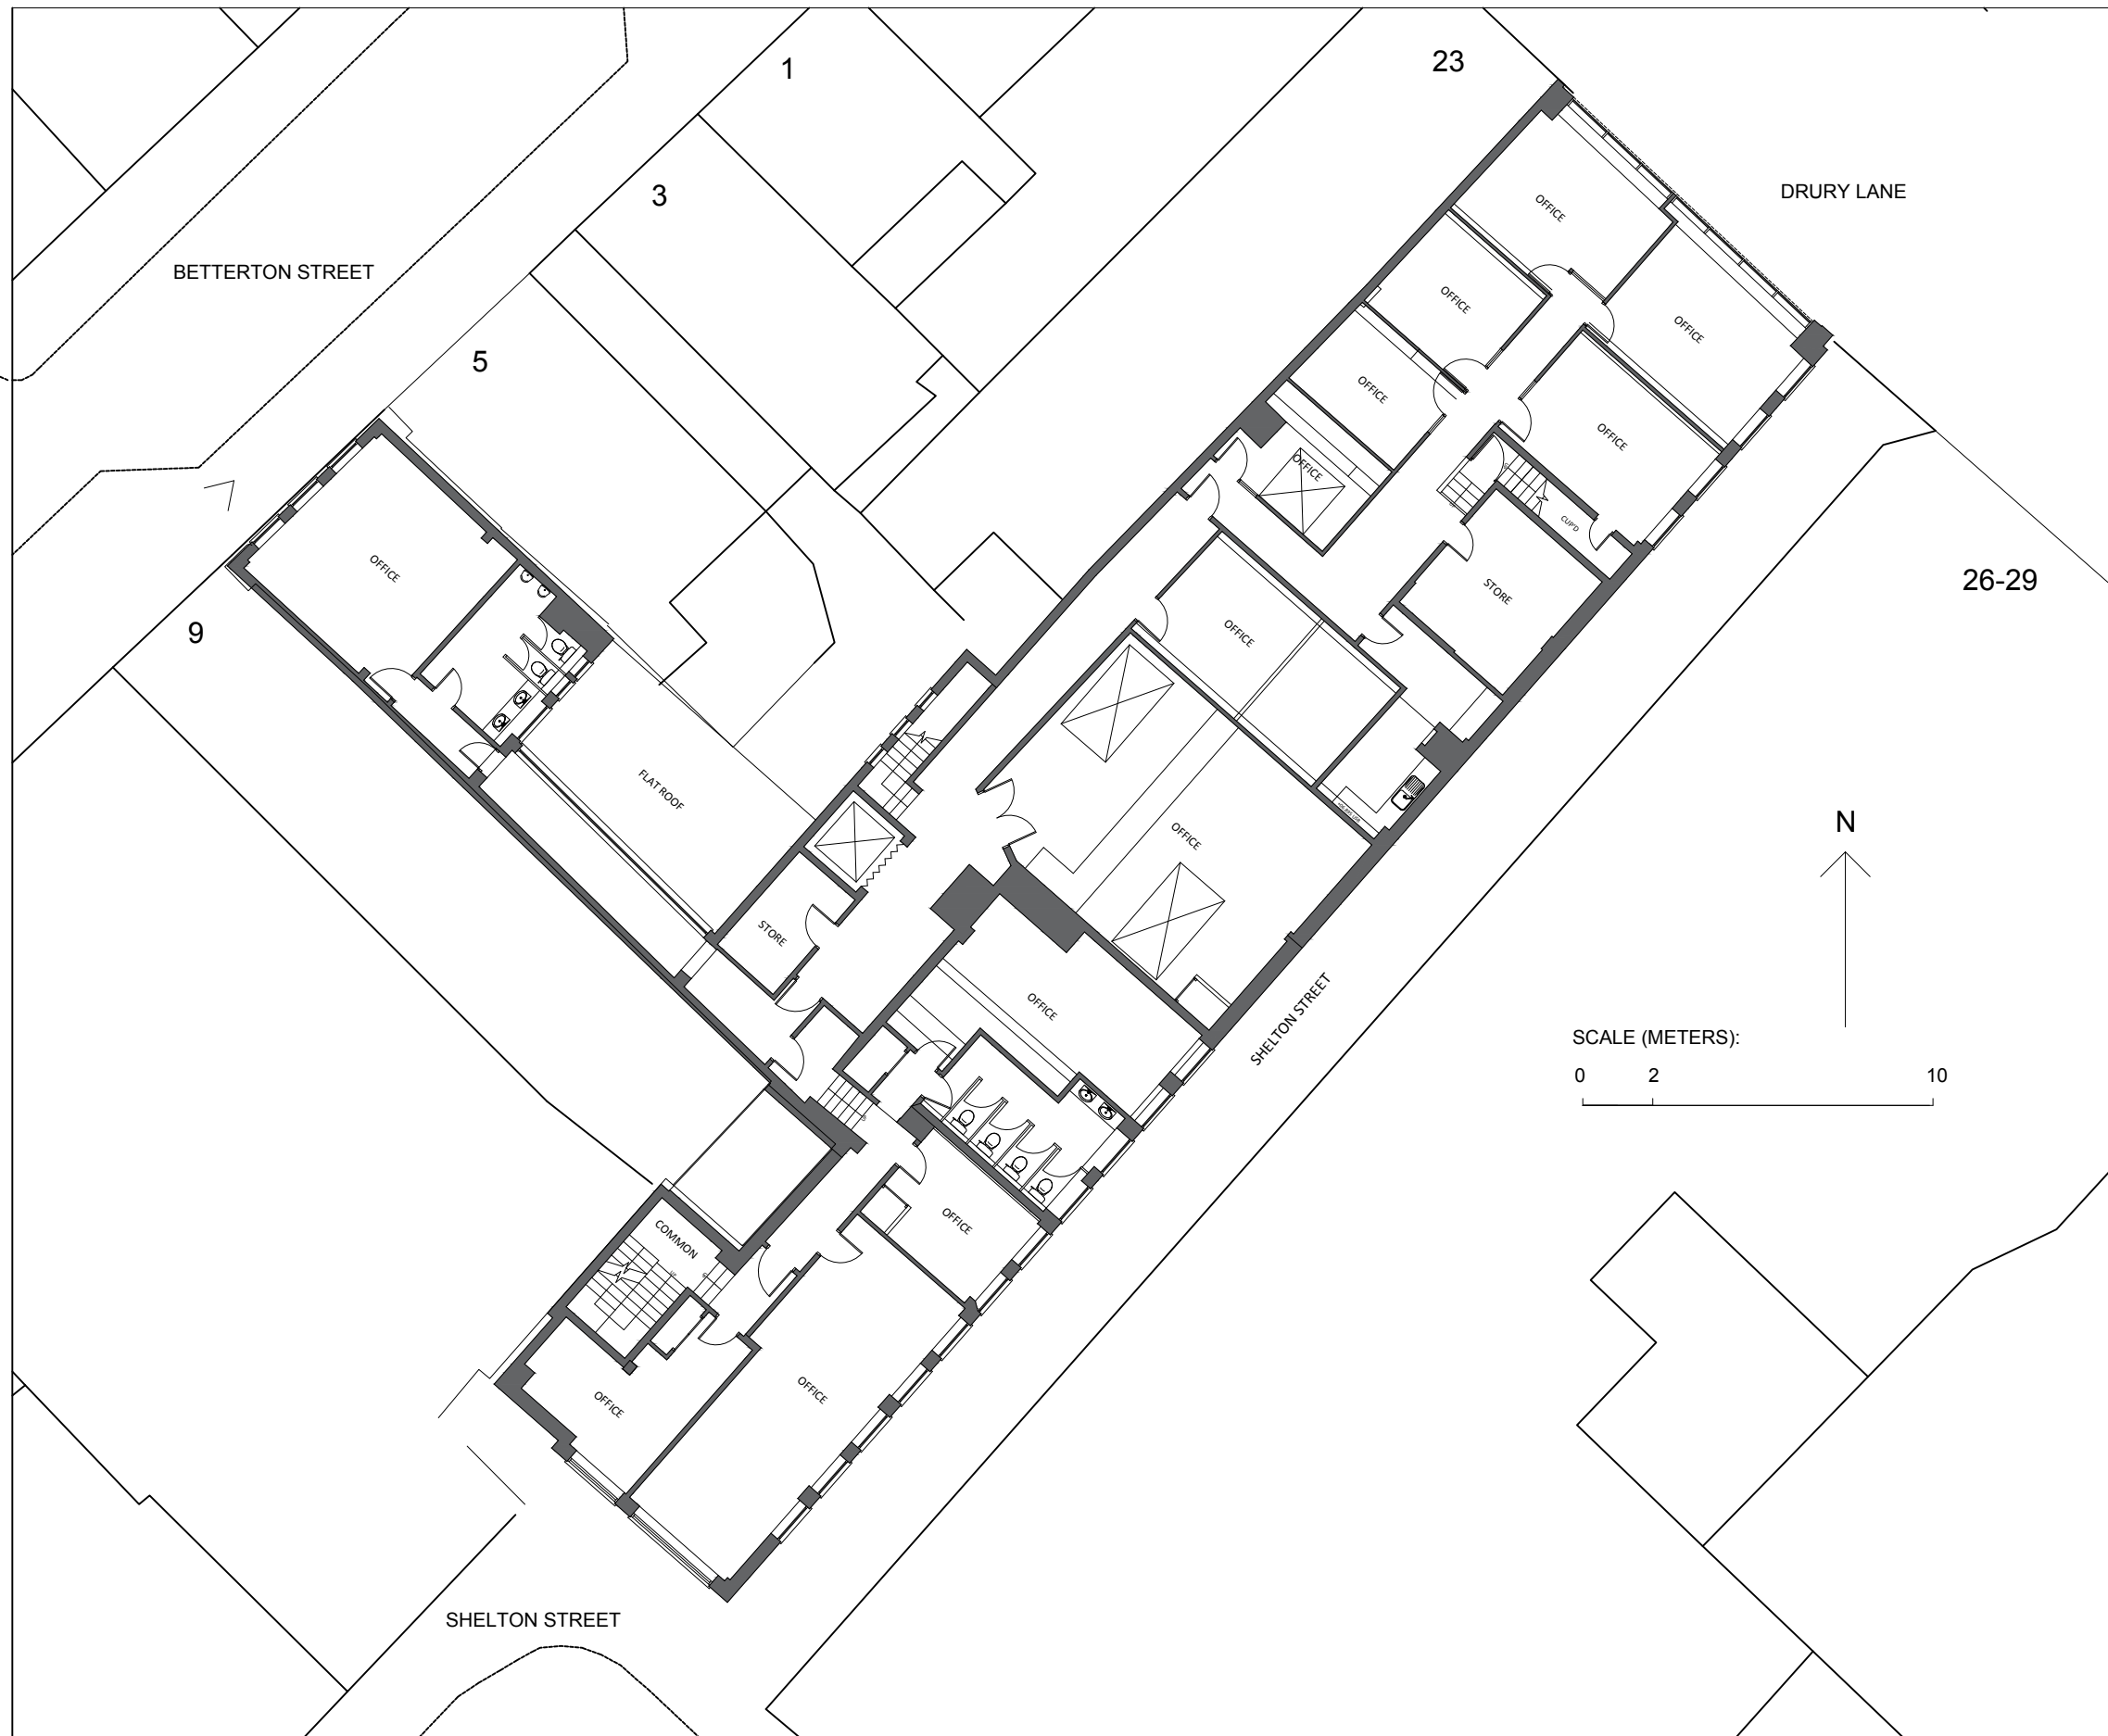 1
23
3
DRURY LANE
OFFICE
BETTERTON STREET
OFFICE
OFFICE
5
OFFICE
OFFICE
OFFICE
CUP'D
OFFICE
9
STORE
26-29
OFFICE
FLAT ROOF
OFFICE
N
STORE
OFFICE
SHELTON STREET
SCALE (METERS):
0 2 10
OFFICE
COMMON
OFFICE
OFFICE
SHELTON STREET